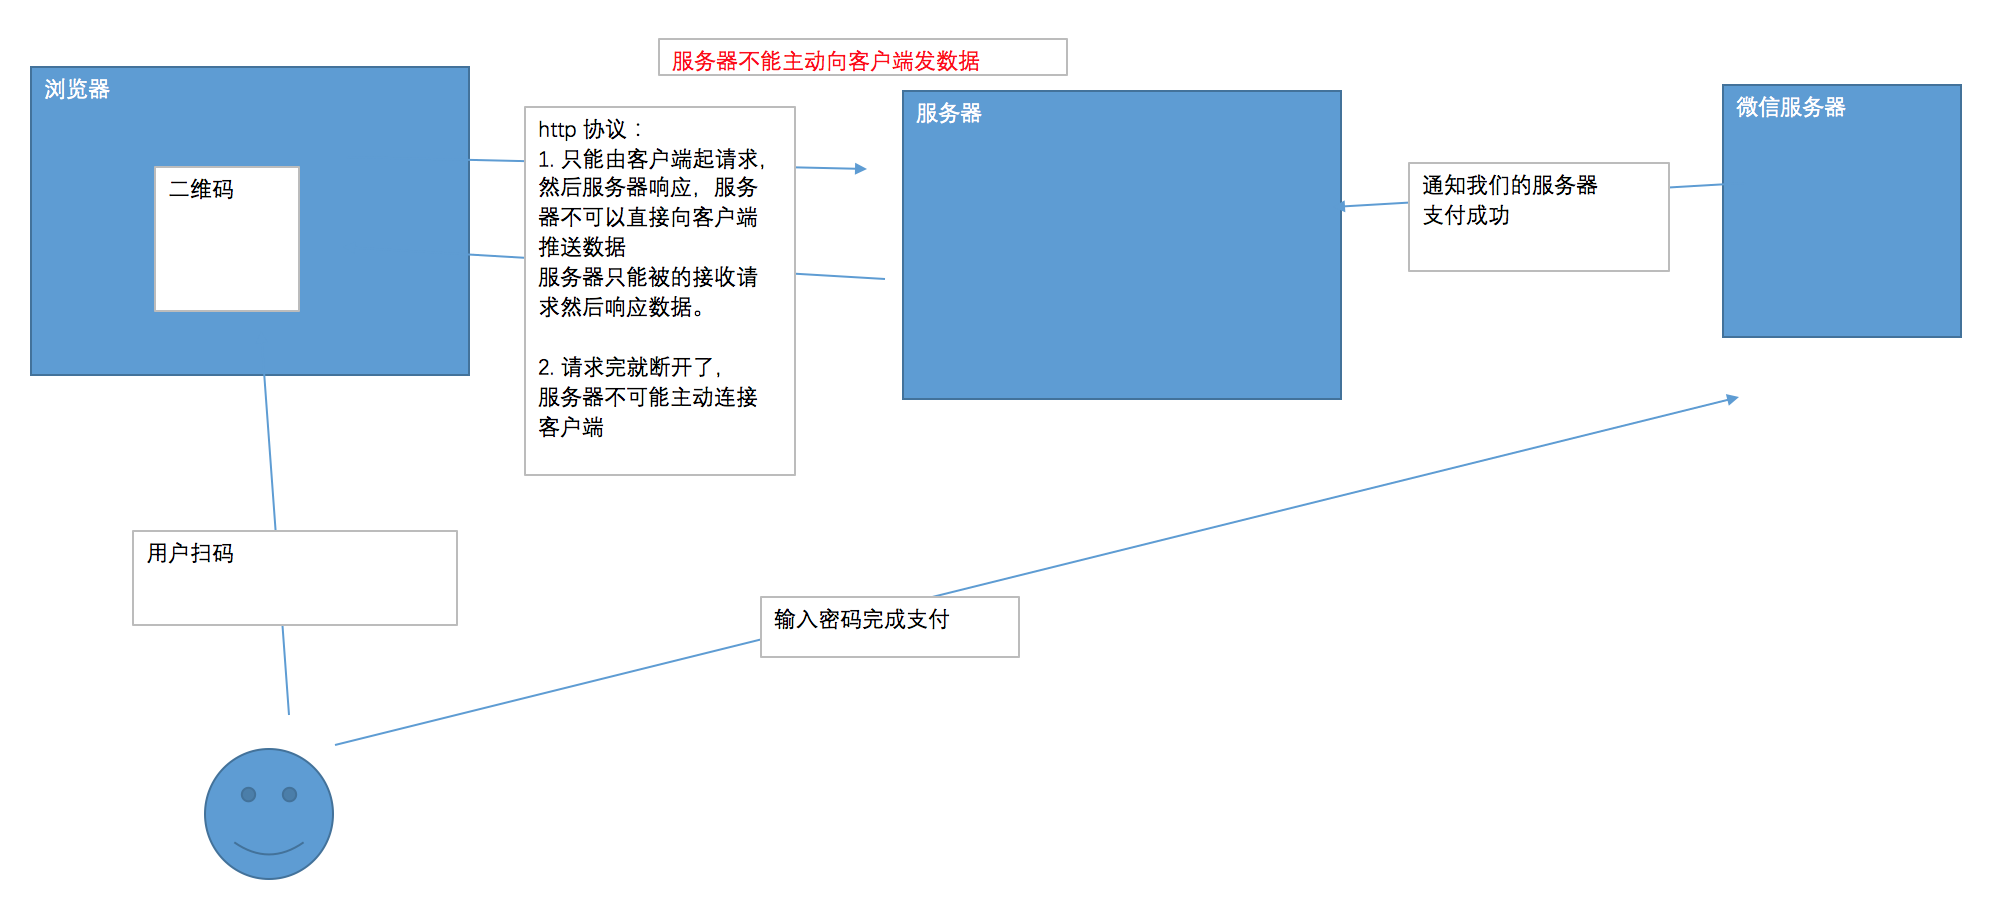 服务器不能主动向客户端发数据
浏览器
二维码
http 协议：
1. 只能由客户端起请求，
然后服务器响应，服务
器不可以直接向客户端
推送数据
服务器只能被的接收请
求然后响应数据。
2. 请求完就断开了，
服务器不可能主动连接
客户端
服务器
通知我们的服务器
支付成功
微信服务器
用户扫码
输入密码完成支付